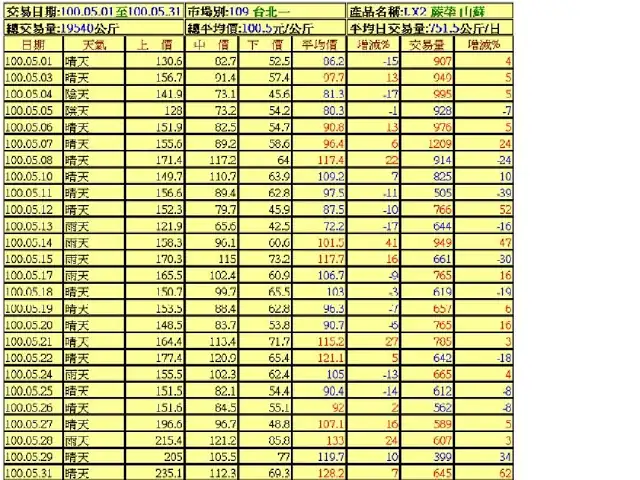 交易日期:100.05.01至100.05.31 市場別:109 台北一 產品名稱:LX2 蕨類 山蘇
總交易量:19540公斤 總平均價:100.5元/公斤 平均日交易量:751.5公斤/日
日期 天氣 上 價 中 價 下 價 平均價 增減% 交易量 增減%
100.05.01 晴天 130.6 82.7 52.5 86.2 -15 907 4
100.05.03 晴天 156.7 91.4 57.4 97.7 13 949 5
100.05.04 陰天 141.9 73.1 45.6 81.3 -17 995 5
100.05.05 陰天 128 73.2 54.2 80.3 -1 928 -7
100.05.06 晴天 151.9 82.5 54.7 90.8 13 976 5
100.05.07 晴天 155.6 89.2 58.6 96.4 6 1209 24
100.05.08 晴天 171.4 117.2 64 117.4 22 914 -24
100.05.10 晴天 149.7 110.7 63.9 109.2 7 825 10
100.05.11 晴天 156.6 89.4 62.8 97.5 -11 505 -39
100.05.12 晴天 152.3 79.7 45.9 87.5 -10 766 52
100.05.13 雨天 121.9 65.6 42.5 72.2 -17 644 -16
100.05.14 雨天 158.3 96.1 60.6 101.5 41 949 47
100.05.15 雨天 170.3 115 73.2 117.7 16 661 -30
100.05.17 雨天 165.5 102.4 60.9 106.7 -9 765 16
100.05.18 晴天 150.7 99.7 65.5 103 -3 619 -19
100.05.19 晴天 153.5 88.4 62.8 96.3 -7 657 6
100.05.20 晴天 148.5 83.7 53.8 90.7 -6 765 16
100.05.21 晴天 164.4 113.4 71.7 115.2 27 785 3
100.05.22 晴天 177.4 120.9 65.4 121.1 5 642 -18
100.05.24 雨天 155.5 102.3 62.4 105 -13 665 4
100.05.25 晴天 151.5 82.1 54.4 90.4 -14 612 -8
100.05.26 晴天 151.6 84.5 55.1 92 2 562 -8
100.05.27 晴天 196.6 96.7 48.8 107.1 16 589 5
100.05.28 雨天 215.4 121.2 85.8 133 24 607 3
100.05.29 晴天 205 105.5 77 119.7 10 399 34
100.05.31 晴天 235.1 112.3 69.3 128.2 7 645 62